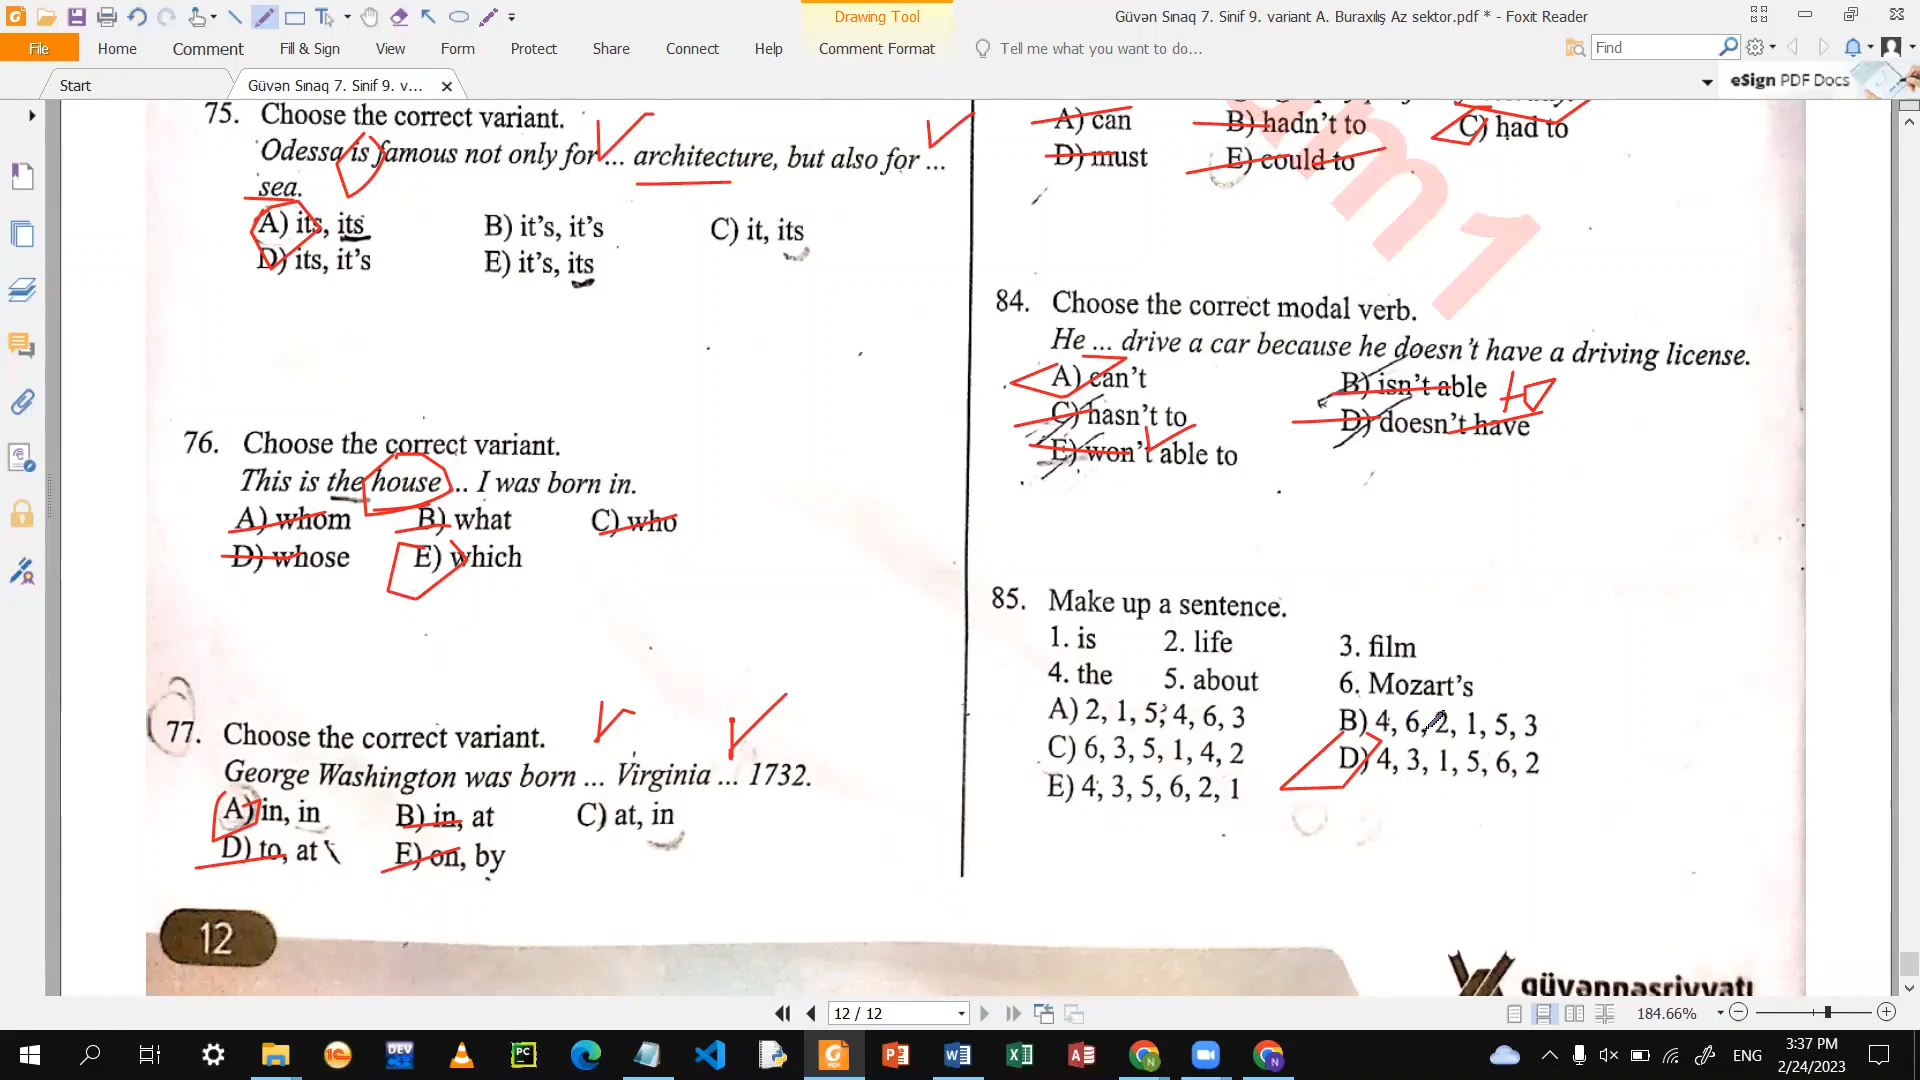 Drawing Tool
Güvən Sınaq 7. Sinif 9. variant A. Buraxılış Az sektor.pdf * - Foxit Reader
File
Home
Comment
Fill & Sign
View
Form
Protect
Share
Connect
Help
Comment Format
Tell me what you want to do...
Find
Start
Güvən Sınaq 7. Sinif 9. v...
eSign PDF Docs
75. Choose the correct variant.
Odessa is famous not only for ... architecture, but also for ...
sea.
A) its, its B) it's, it's C) it, its
D) its, it's E) it's, its
76. Choose the correct variant.
This is the house ... I was born in.
A) whom B) what C) who
D) whose E) which
77. Choose the correct variant.
George Washington was born ... Virginia ... 1732.
A) in, in B) in, at C) at, in
D) to, at E) on, by
12
A) can B) hadn't to C) had to
D) must E) could to
84. Choose the correct modal verb.
He ... drive a car because he doesn't have a driving license.
A) can't B) isn't able to
C) hasn't to D) doesn't have
E) won't able to
85. Make up a sentence.
1. is 2. life 3. film
4. the 5. about 6. Mozart's
A) 2, 1, 5, 4, 6, 3 B) 4, 6, 2, 1, 5, 3
C) 6, 3, 5, 1, 4, 2 D) 4, 3, 1, 5, 6, 2
E) 4, 3, 5, 6, 2, 1
güvənnəşriyyatı
12 / 12
184.66%
ENG
3:37 PM
2/24/2023